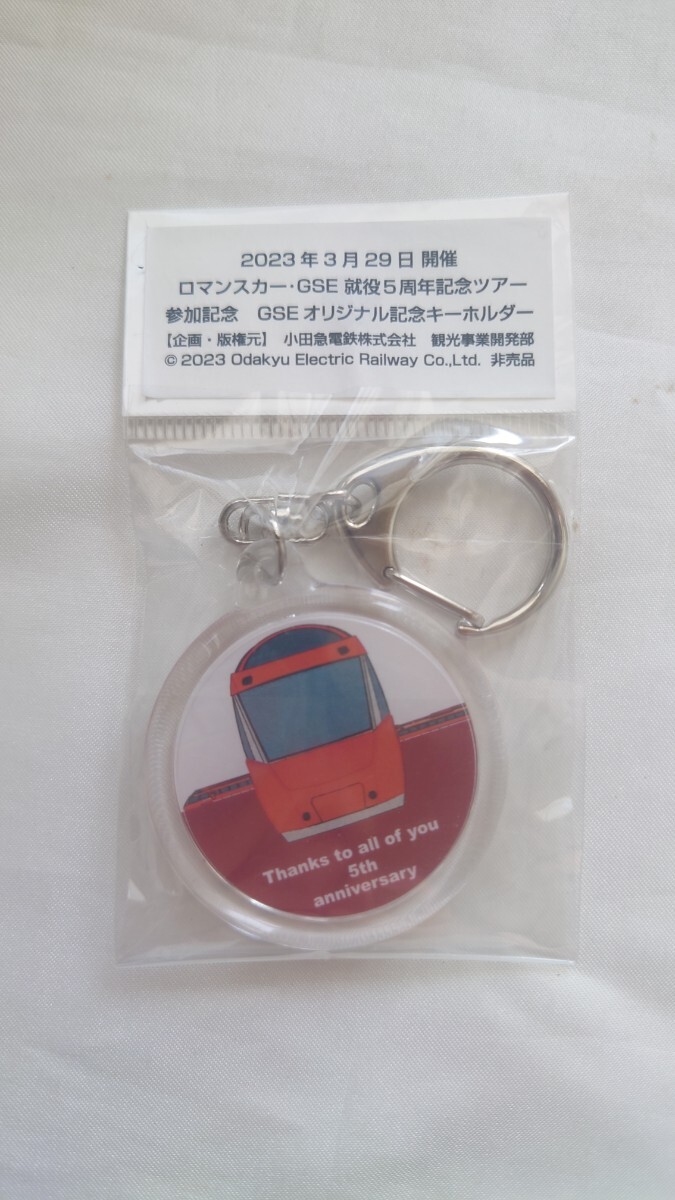 2023年3月29日 開催
ロマンスカー・GSE 就役5周年記念ツアー
参加記念　GSE オリジナル記念キーホルダー
【企画・版権元】　小田急電鉄株式会社　観光事業開発部
© 2023 Odakyu Electric Railway Co.,Ltd. 非売品
Thanks to all of you
5th
anniversary